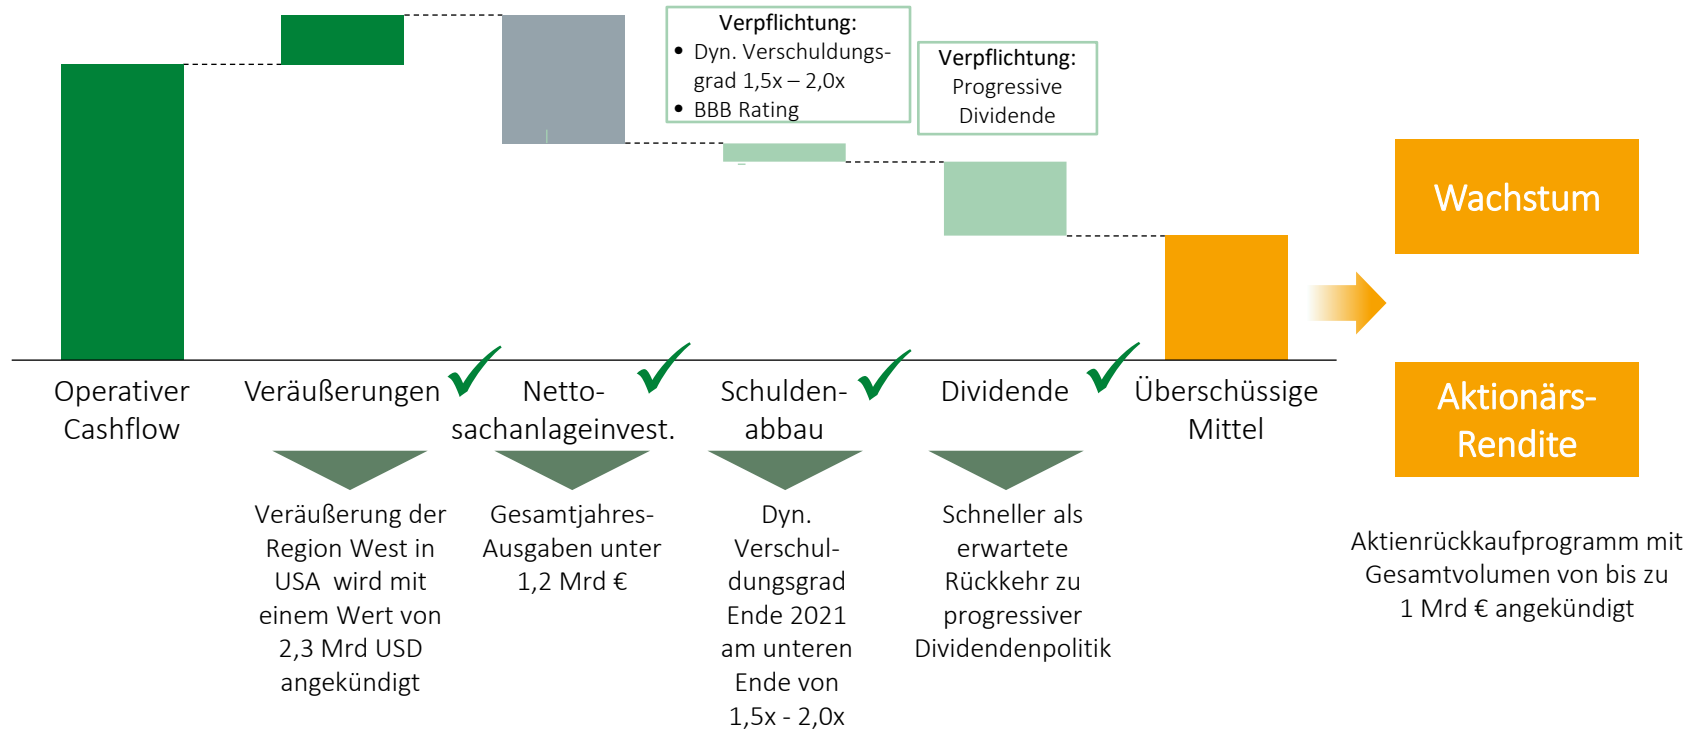 Verpflichtung:
• Dyn. Verschuldungs-
grad 1,5x – 2,0x
• BBB Rating
Verpflichtung:
Progressive
Dividende
Wachstum
Aktionärs-
Rendite
Operativer
Cashflow
Veräußerungen
Netto-
sachanlageinvest.
Schulden-
abbau
Dividende
Überschüssige
Mittel
Veräußerung der
Region West in
USA wird mit
einem Wert von
2,3 Mrd USD
angekündigt
Gesamtjahres-
Ausgaben unter
1,2 Mrd €
Dyn.
Verschul-
dungsgrad
Ende 2021
am unteren
Ende von
1,5x - 2,0x
Schneller als
erwartete
Rückkehr zu
progressiver
Dividendenpolitik
Aktienrückkaufprogramm mit
Gesamtvolumen von bis zu
1 Mrd € angekündigt